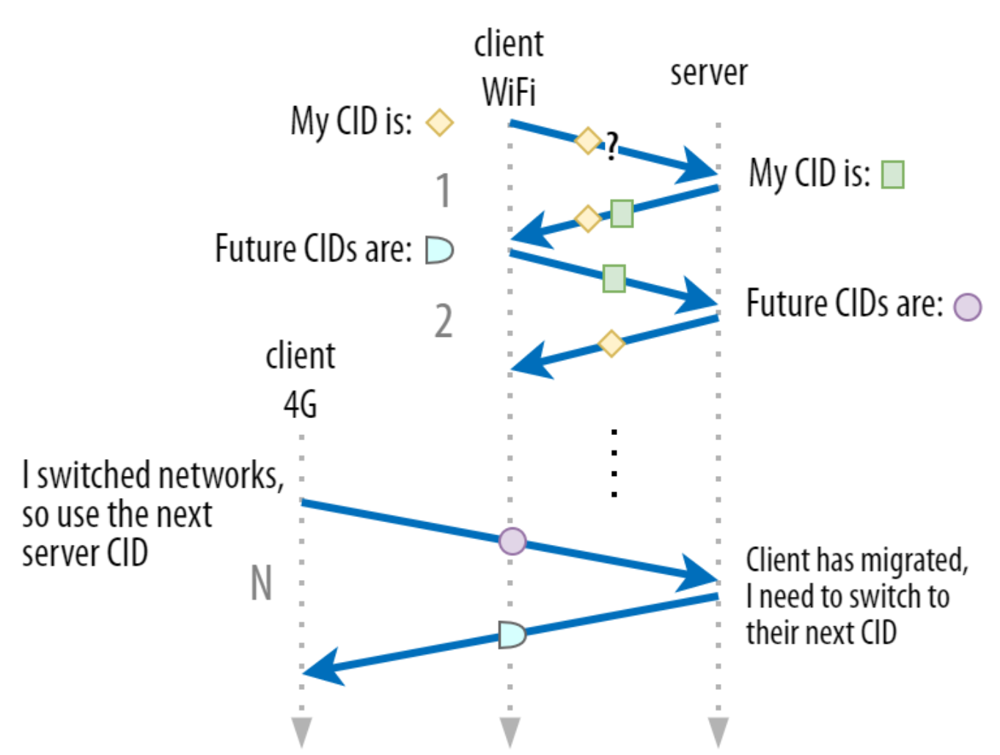 client
WiFi
server
My CID is:
?
My CID is:
1
Future CIDs are:
Future CIDs are:
2
client
4G
I switched networks,
so use the next
server CID
N
Client has migrated,
I need to switch to
their next CID